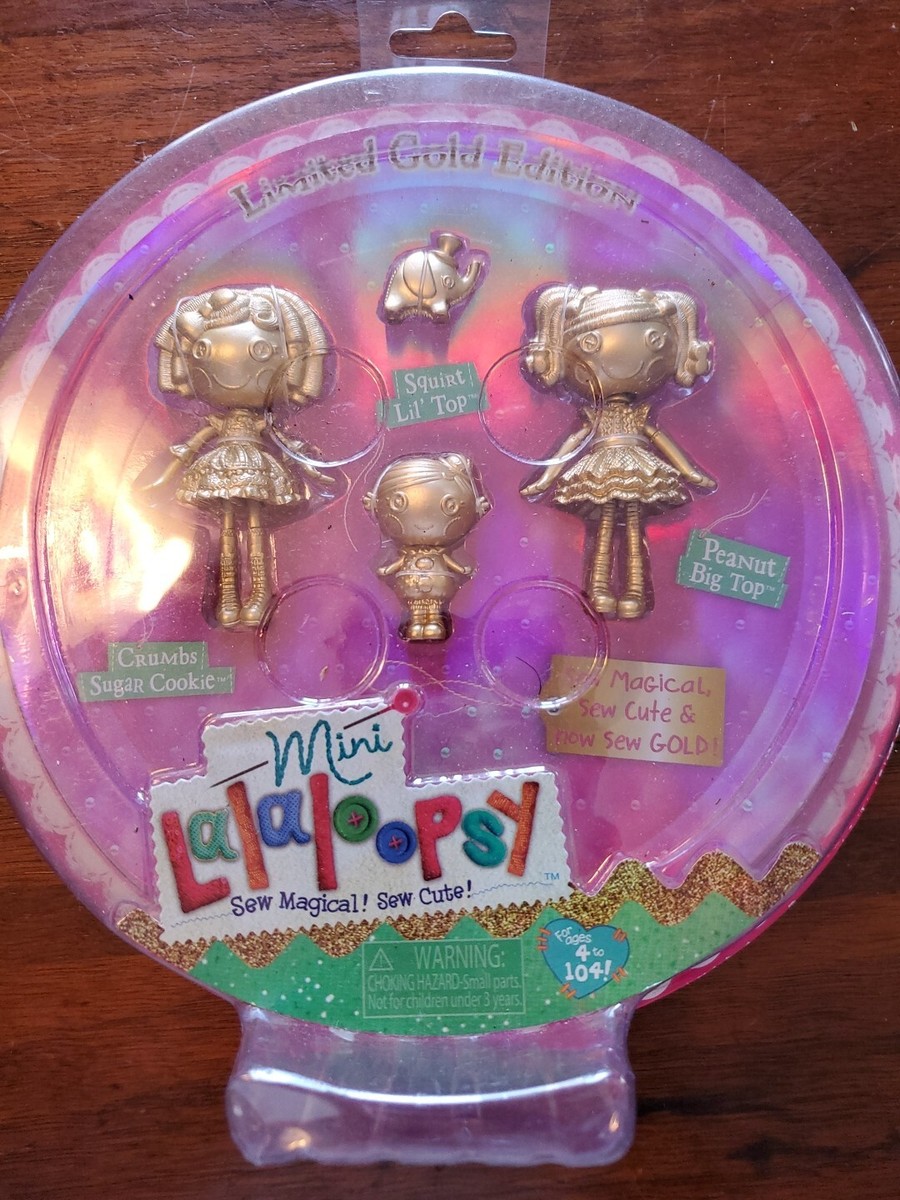 Limited Gold Edition
Squirt
Lil' Top™
Peanut
Big Top™
Crumbs
Sugar Cookie™
Magical,
Sew Cute &
Now Sew GOLD!
Mini
Lalaloopsy™
Sew Magical! Sew Cute!
WARNING:
CHOKING HAZARD-Small parts.
Not for children under 3 years.
For ages
4 to
104!